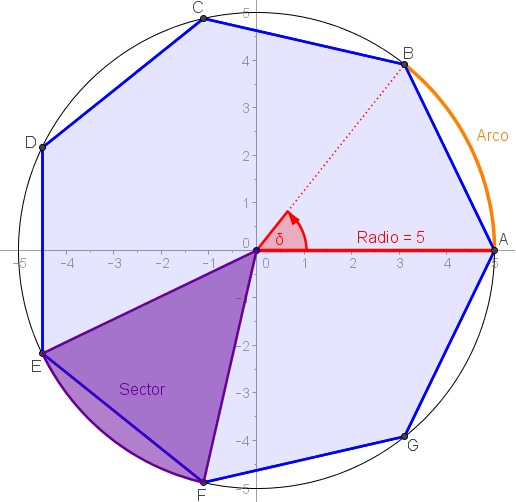 C
5
B
4
Arco
3
D
2
1
δ
Radio = 5
A
0
-5 -4 -3 -2 -1 0 1 2 3 4 5
-1
E
-2
Sector
-3
-4
G
F
-5